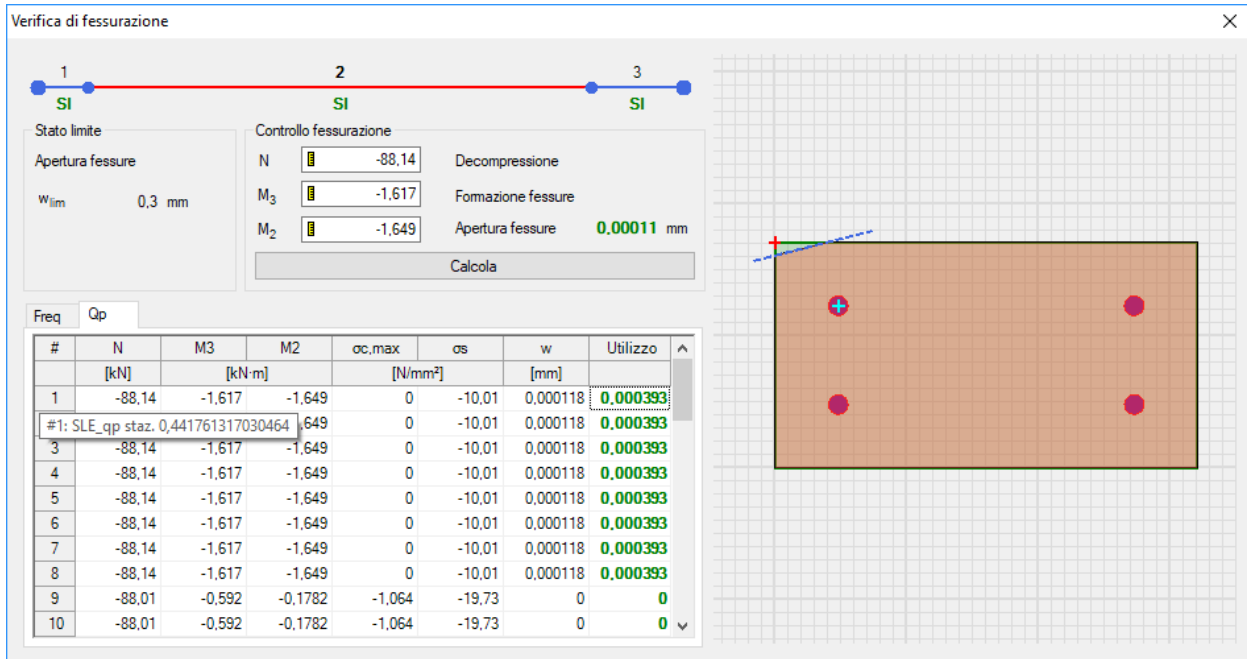 Verifica di fessurazione
1 2 3
SI SI SI
Stato limite
Apertura fessure
wlim 0,3 mm
Controllo fessurazione
N -88,14 Decompressione
M3 -1,617 Formazione fessure
M2 -1,649 Apertura fessure 0,00011 mm
Calcola
Freq Qp
# N M3 M2 σc,max σs w Utilizzo
[kN] [kN·m] [N/mm²] [mm]
1 -88,14 -1,617 -1,649 0 -10,01 0,000118 0,000393
#1: SLE_qp staz. 0,441761317030464 ,649 0 -10,01 0,000118 0,000393
3 -88,14 -1,617 -1,649 0 -10,01 0,000118 0,000393
4 -88,14 -1,617 -1,649 0 -10,01 0,000118 0,000393
5 -88,14 -1,617 -1,649 0 -10,01 0,000118 0,000393
6 -88,14 -1,617 -1,649 0 -10,01 0,000118 0,000393
7 -88,14 -1,617 -1,649 0 -10,01 0,000118 0,000393
8 -88,14 -1,617 -1,649 0 -10,01 0,000118 0,000393
9 -88,01 -0,592 -0,1782 -1,064 -19,73 0 0
10 -88,01 -0,592 -0,1782 -1,064 -19,73 0 0